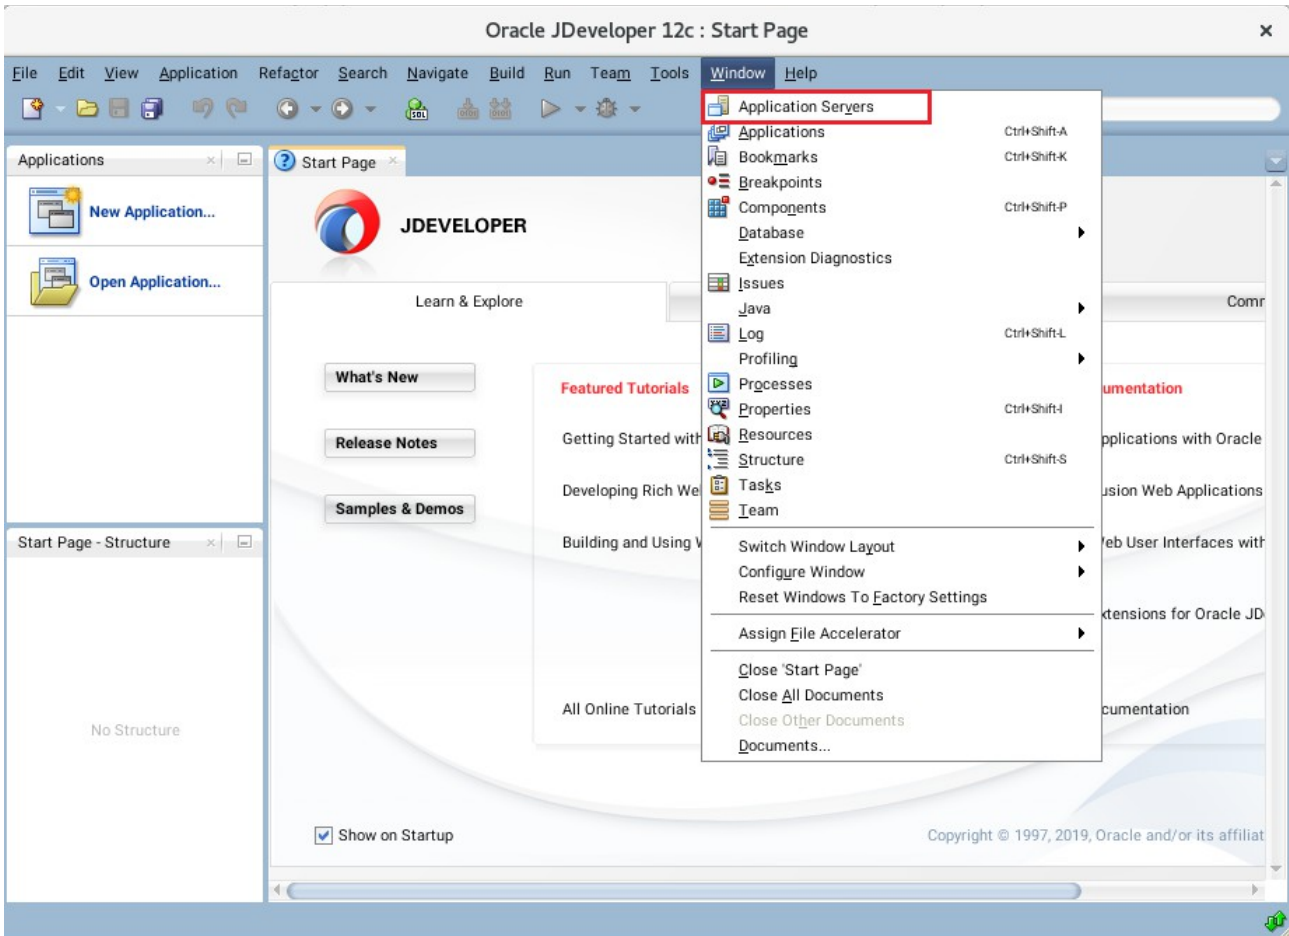 Oracle JDeveloper 12c : Start Page
File Edit View Application Refactor Search Navigate Build Run Team Tools Window Help
Applications
New Application...
Open Application...
Start Page - Structure
No Structure
Start Page
JDEVELOPER
Learn & Explore
What's New
Release Notes
Samples & Demos
Featured Tutorials
Getting Started with
Developing Rich We
Building and Using
All Online Tutorials
Show on Startup
Application Servers
Applications Ctrl+Shift-A
Bookmarks Ctrl+Shift-K
Breakpoints
Components Ctrl+Shift-P
Database
Extension Diagnostics
Issues
Java
Log Ctrl+Shift-L
Profiling
Processes
Properties Ctrl+Shift-I
Resources
Structure Ctrl+Shift-S
Tasks
Team
Switch Window Layout
Configure Window
Reset Windows To Factory Settings
Assign File Accelerator
Close 'Start Page'
Close All Documents
Close Other Documents
Documents...
Comr
umentation
pplications with Oracle
usion Web Applications
eb User Interfaces with
xtensions for Oracle JD
cumentation
Copyright © 1997, 2019, Oracle and/or its affiliat